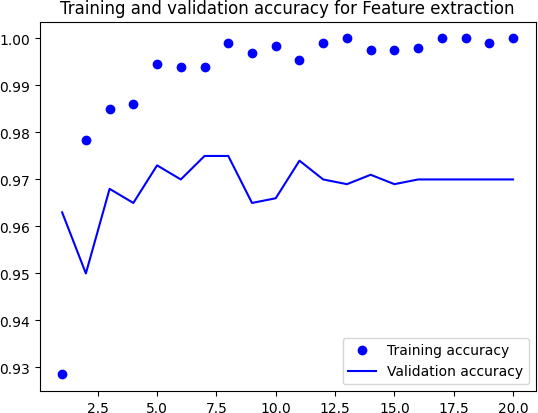 Training and validation accuracy for Feature extraction
1.00
0.99
0.98
0.97
0.96
0.95
0.94
0.93
Training accuracy
Validation accuracy
2.5 5.0 7.5 10.0 12.5 15.0 17.5 20.0